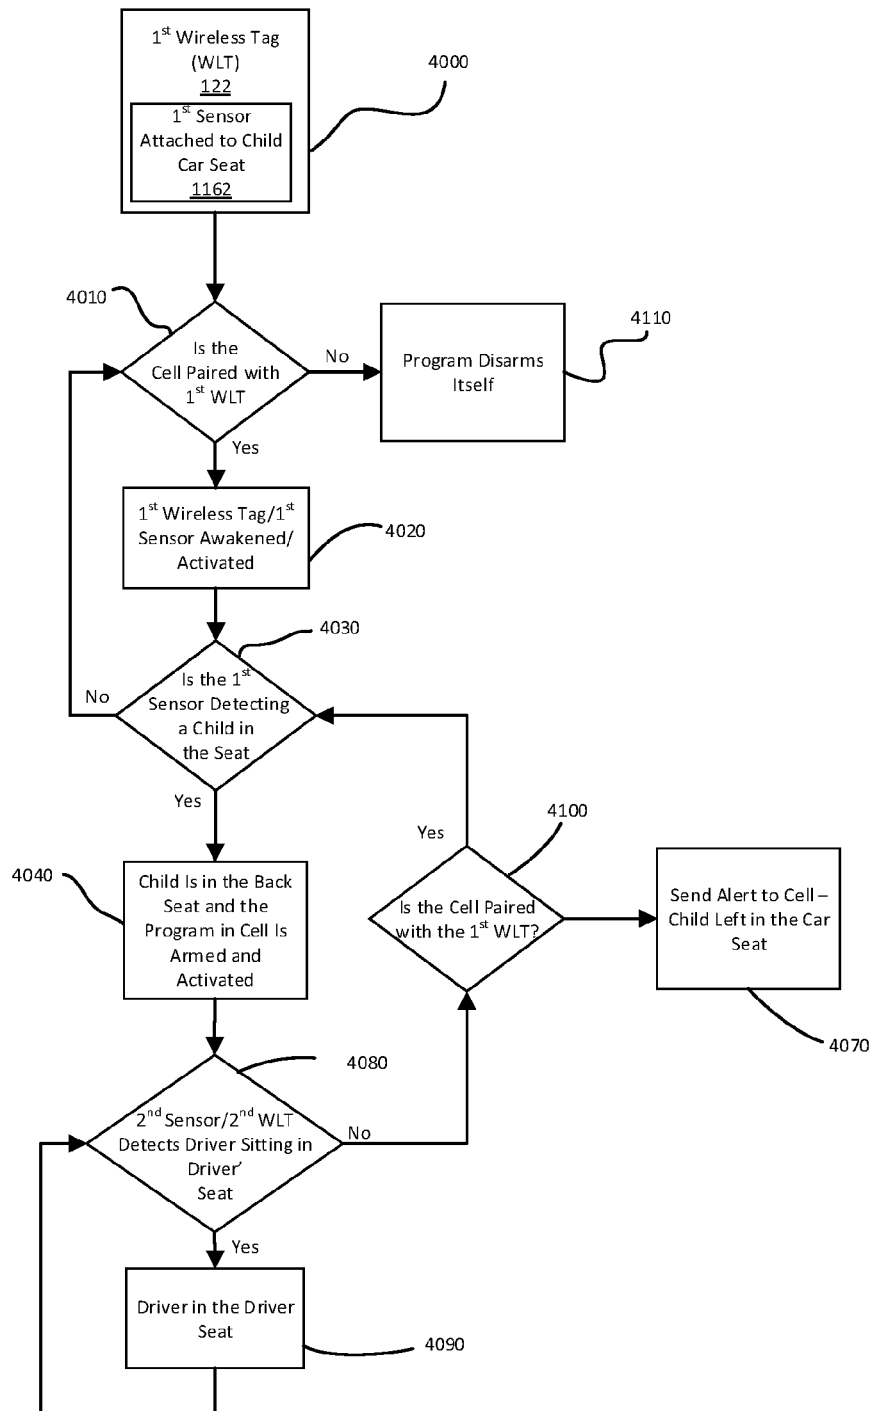 1st Wireless Tag
(WLT)
122
1st Sensor
Attached to Child
Car Seat
1162
4000
4010
Is the
Cell Paired with
1st WLT
No
Program Disarms
Itself
4110
Yes
1st Wireless Tag/1st
Sensor Awakened/
Activated
4020
4030
Is the 1st
Sensor Detecting
a Child in
the Seat
No
Yes
4040
Child Is in the Back
Seat and the
Program in Cell Is
Armed and
Activated
Yes
4100
Is the Cell Paired
with the 1st WLT?
Send Alert to Cell –
Child Left in the Car
Seat
4070
4080
2nd Sensor/2nd WLT
Detects Driver Sitting in
Driver'
Seat
No
Yes
Driver in the Driver
Seat
4090